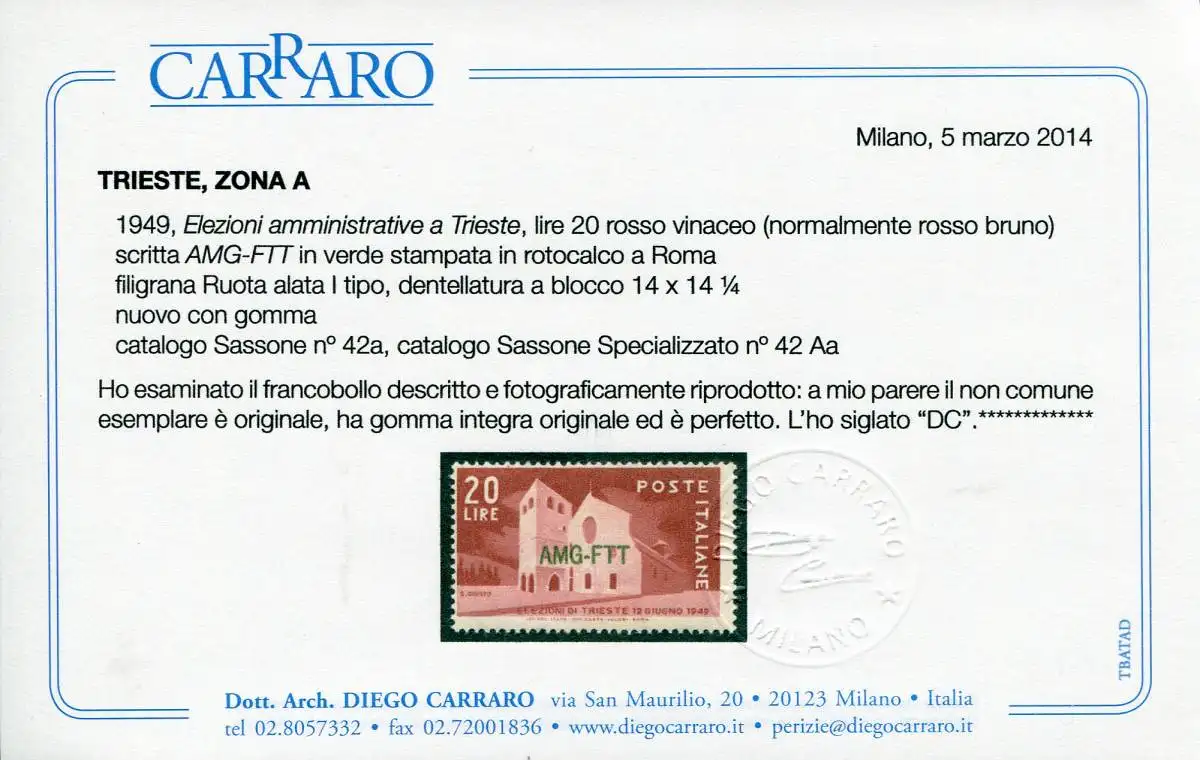 CARRARO
Milano, 5 marzo 2014
TRIESTE, ZONA A
1949, Elezioni amministrative a Trieste, lire 20 rosso vinaceo (normalmente rosso bruno)
scritta AMG-FTT in verde stampata in rotocalco a Roma
filigrana Ruota alata I tipo, dentellatura a blocco 14 x 14 ¼
nuovo con gomma
catalogo Sassone nº 42a, catalogo Sassone Specializzato nº 42 Aa
Ho esaminato il francobollo descritto e fotograficamente riprodotto: a mio parere il non comune
esemplare è originale, ha gomma integra originale ed è perfetto. L'ho siglato “DC”.*************
20
LIRE
POSTE ITALIANE
AMG-FTT
ELEZIONI DI TRIESTE 12 GIUGNO 1949
DIEGO CARRARO
MILANO
TBATAD
Dott. Arch. DIEGO CARRARO via San Maurilio, 20 • 20123 Milano • Italia
tel 02.8057332 • fax 02.72001836 • www.diegocarraro.it • perizie@diegocarraro.it